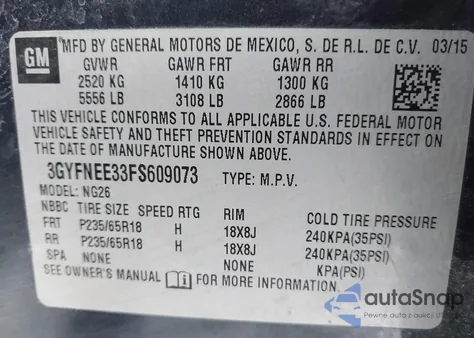 GM
MFD BY GENERAL MOTORS DE MEXICO, S. DE R.L. DE C.V. 03/15
GVWR GAWR FRT GAWR RR
2520 KG 1410 KG 1300 KG
5556 LB 3108 LB 2866 LB
THIS VEHICLE CONFORMS TO ALL APPLICABLE U.S. FEDERAL MOTOR
VEHICLE SAFETY AND THEFT PREVENTION STANDARDS IN EFFECT ON
THE DATE OF MANUFACTURE SHOWN ABOVE.
3GYFNEE33FS609073 TYPE: M.P.V.
MODEL: NG26
NBBC TIRE SIZE SPEED RTG RIM COLD TIRE PRESSURE
FRT P235/65R18 H 18X8J 240KPA(35PSI)
RR P235/65R18 H 18X8J 240KPA(35PSI)
SPA NONE NONE KPA(PSI)
SEE OWNER'S MANUAL i FOR MORE INFORMATION.
autaSnap
Pewne auta z aukcji